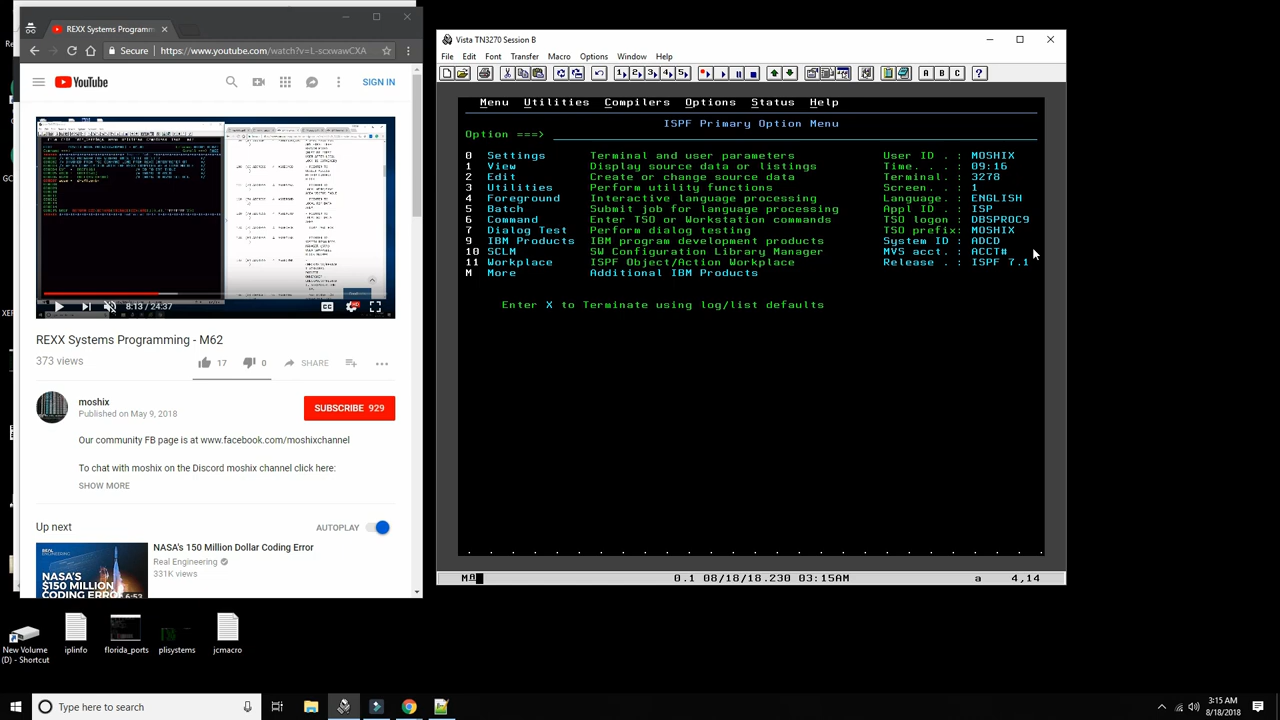 REXX Systems Programm
Secure
https://www.youtube.com/watch?v=L-scxwawCXA
YouTube
SIGN IN
8:13 / 24:37
REXX Systems Programming - M62
373 views
17
0
SHARE
moshix
Published on May 9, 2018
SUBSCRIBE 929
Our community FB page is at www.facebook.com/moshixchannel
To chat with moshix on the Discord moshix channel click here:
SHOW MORE
Up next
AUTOPLAY
NASA'S
$150 MILLION
CODING ERROR
6:53
NASA's 150 Million Dollar Coding Error
Real Engineering
331K views
Vista TN3270 Session B
File Edit Font Transfer Macro Options Window Help
Menu Utilities Compilers Options Status Help
ISPF Primary Option Menu
Option ===>
0 Settings Terminal and user parameters User ID . : MOSHIX
1 View Display source data or listings Time. . . : 09:16
2 Edit Create or change source data Terminal. : 3278
3 Utilities Perform utility functions Screen. . : 1
4 Foreground Interactive language processing Language. : ENGLISH
5 Batch Submit job for language processing Appl ID . : ISP
6 Command Enter TSO or Workstation commands TSO logon : DBSPROC9
7 Dialog Test Perform dialog testing TSO prefix: MOSHIX
9 IBM Products IBM program development products System ID : ADCD
10 SCLM SW Configuration Library Manager MVS acct. : ACCT#
11 Workplace ISPF Object/Action Workplace Release . : ISPF 7.1
M More Additional IBM Products
Enter X to Terminate using log/list defaults
0.1 08/18/18.230 03:15AM a 4,14
New Volume
(D) - Shortcut
iplinfo
florida_ports
plisystems
jcmacro
Type here to search
3:15 AM
8/18/2018